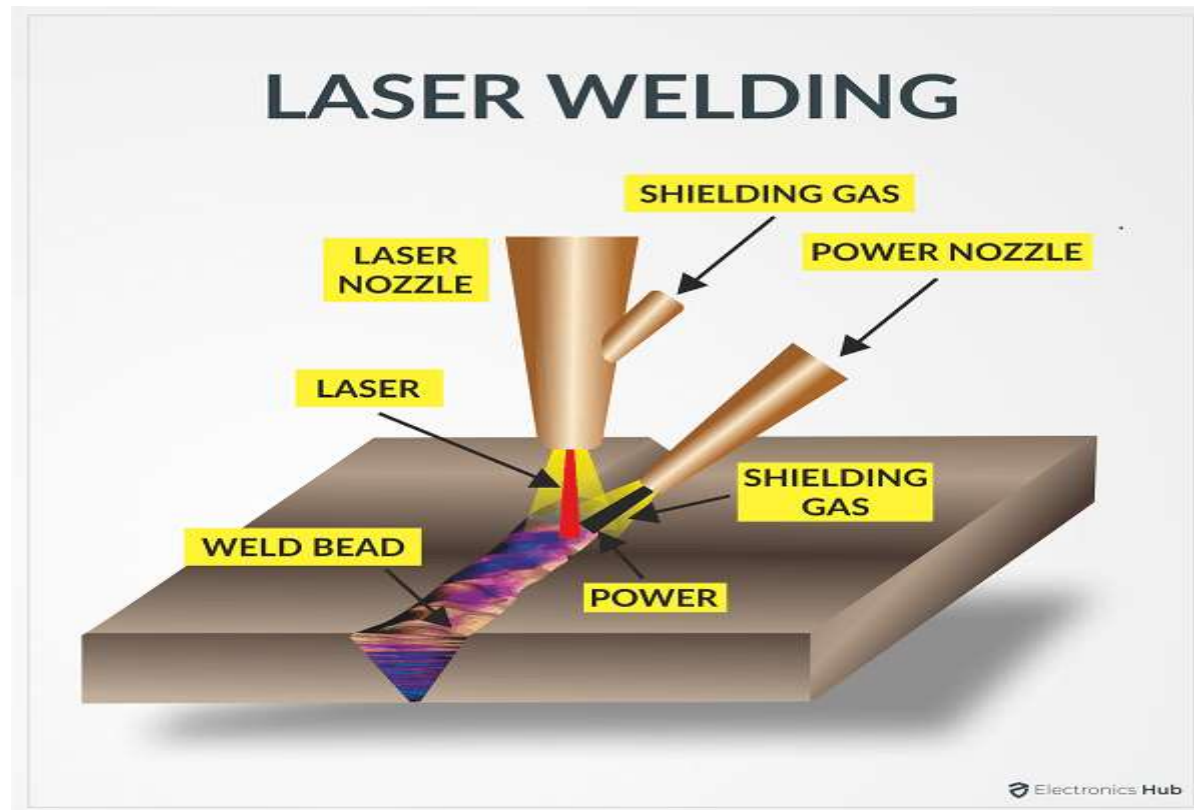 LASER WELDING
SHIELDING GAS
LASER
NOZZLE
POWER NOZZLE
LASER
SHIELDING
GAS
WELD BEAD
POWER
Electronics Hub